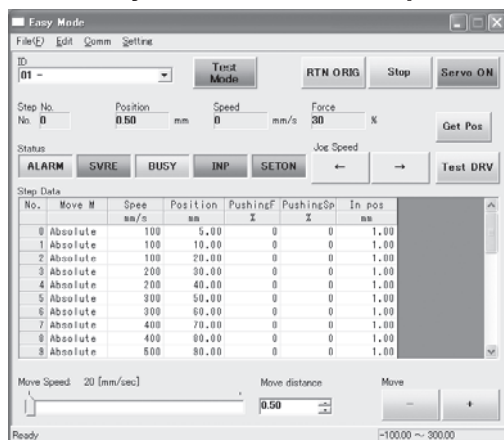 Easy Mode
File(F) Edit Comm Setting
ID
01 -
Test Mode
RTN ORIG
Stop
Servo ON
Step No. Position Speed Force
No. 0 0.50 mm 0 mm/s 30 %
Get Pos
Status
Jog Speed
ALARM SVRE BUSY INP SETON ← → Test DRV
Step Data
No. Move M Spee Position PushingF PushingSp In pos
mm/s mm % % mm
0 Absolute 100 5.00 0 0 1.00
1 Absolute 100 10.00 0 0 1.00
2 Absolute 100 20.00 0 0 1.00
3 Absolute 200 30.00 0 0 1.00
4 Absolute 200 40.00 0 0 1.00
5 Absolute 300 50.00 0 0 1.00
6 Absolute 300 60.00 0 0 1.00
7 Absolute 400 70.00 0 0 1.00
8 Absolute 400 80.00 0 0 1.00
9 Absolute 500 90.00 0 0 1.00
Move Speed 20 [mm/sec] Move distance Move
0.50 - +
Ready -100.00 ~ 300.00